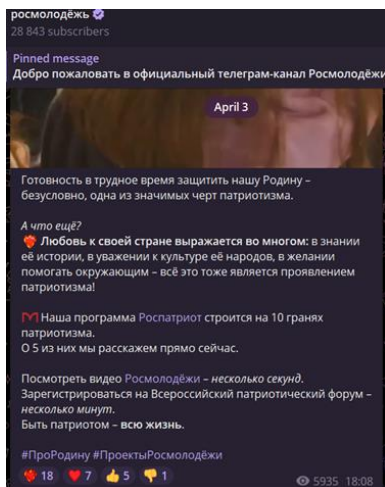 росмолодёжь
28 843 subscribers
Pinned message
Добро пожаловать в официальный телеграм-канал Росмолодёжи
April 3
Готовность в трудное время защитить нашу Родину –
безусловно, одна из значимых черт патриотизма.
А что ещё?
Любовь к своей стране выражается во многом: в знании
её истории, в уважении к культуре её народов, в желании
помогать окружающим – всё это тоже является проявлением
патриотизма!
Наша программа Роспатриот строится на 10 гранях
патриотизма.
О 5 из них мы расскажем прямо сейчас.
Посмотреть видео Росмолодёжи – несколько секунд.
Зарегистрироваться на Всероссийский патриотический форум –
несколько минут.
Быть патриотом – всю жизнь.
#ПроРодину #ПроектыРосмолодёжи
18 7 5 1 5935 18:08